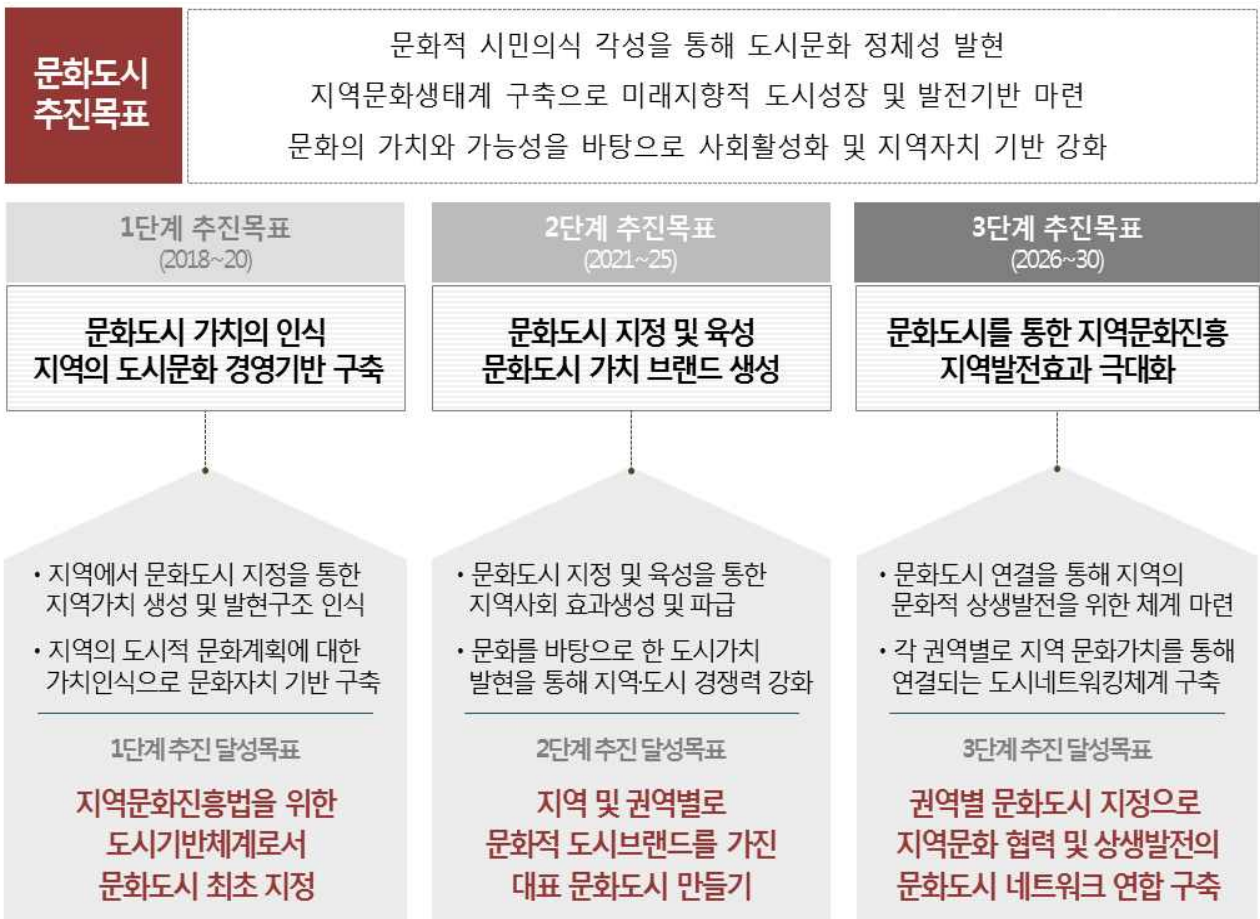 문화도시
추진목표
문화적 시민의식 각성을 통해 도시문화 정체성 발현
지역문화생태계 구축으로 미래지향적 도시성장 및 발전기반 마련
문화의 가치와 가능성을 바탕으로 사회활성화 및 지역자치 기반 강화
1단계 추진목표
(2018~20)
문화도시 가치의 인식
지역의 도시문화 경영기반 구축
• 지역에서 문화도시 지정을 통한
지역가치 생성 및 발현구조 인식
• 지역의 도시적 문화계획에 대한
가치인식으로 문화자치 기반 구축
1단계 추진 달성목표
지역문화진흥법을 위한
도시기반체계로서
문화도시 최초 지정
2단계 추진목표
(2021~25)
문화도시 지정 및 육성
문화도시 가치 브랜드 생성
• 문화도시 지정 및 육성을 통한
지역사회 효과생성 및 파급
• 문화를 바탕으로 한 도시가치
발현을 통해 지역·도시 경쟁력 강화
2단계 추진 달성목표
지역 및 권역별로
문화적 도시브랜드를 가진
대표 문화도시 만들기
3단계 추진목표
(2026~30)
문화도시를 통한 지역문화진흥
지역발전효과 극대화
• 문화도시 연결을 통해 지역의
문화적 상생발전을 위한 체계 마련
• 각 권역별로 지역 문화가치를 통해
연결되는 도시네트워킹체계 구축
3단계 추진 달성목표
권역별 문화도시 지정으로
지역문화 협력 및 상생발전의
문화도시 네트워크 연합 구축